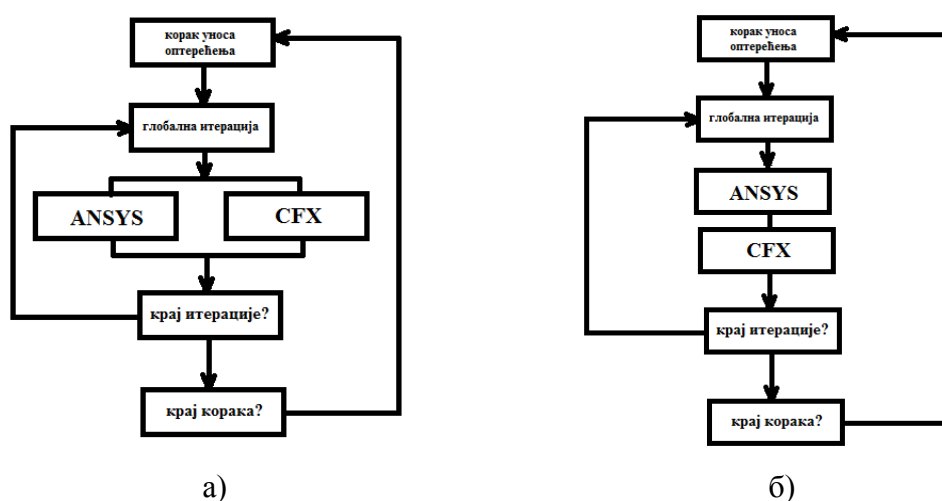 корак уноса
оптерећења
глобална итерација
ANSYS
CFX
крај итерације?
крај корака?
а)
корак уноса
оптерећења
глобална итерација
ANSYS
CFX
крај итерације?
крај корака?
б)